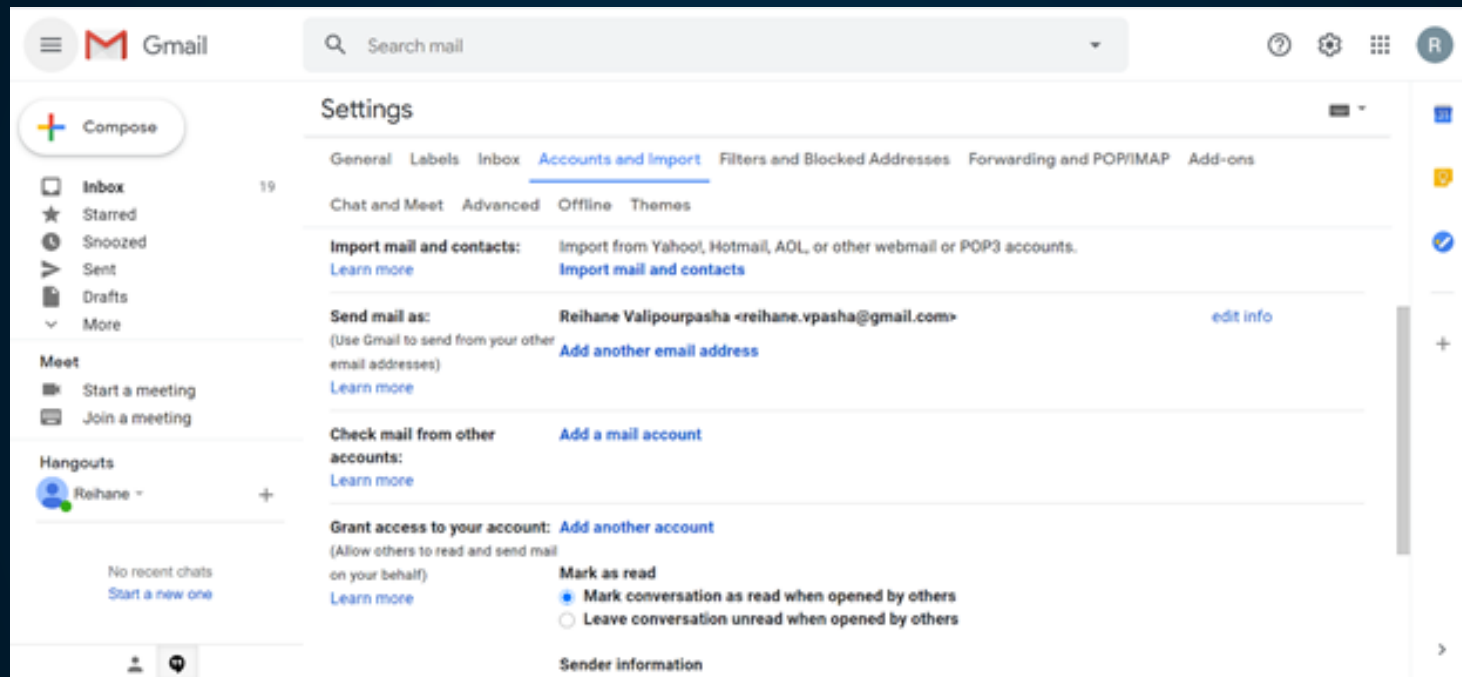 Gmail
Search mail
R
Compose
Inbox 19
Starred
Snoozed
Sent
Drafts
More
Meet
Start a meeting
Join a meeting
Hangouts
Reihane
No recent chats
Start a new one
Settings
General Labels Inbox Accounts and Import Filters and Blocked Addresses Forwarding and POP/IMAP Add-ons
Chat and Meet Advanced Offline Themes
Import mail and contacts: Import from Yahoo!, Hotmail, AOL, or other webmail or POP3 accounts.
Learn more Import mail and contacts
Send mail as: Reihane Valipourpasha <reihane.vpasha@gmail.com> edit info
(Use Gmail to send from your other
email addresses) Add another email address
Learn more
Check mail from other Add a mail account
accounts:
Learn more
Grant access to your account: Add another account
(Allow others to read and send mail
on your behalf) Mark as read
Learn more Mark conversation as read when opened by others
Leave conversation unread when opened by others
Sender information